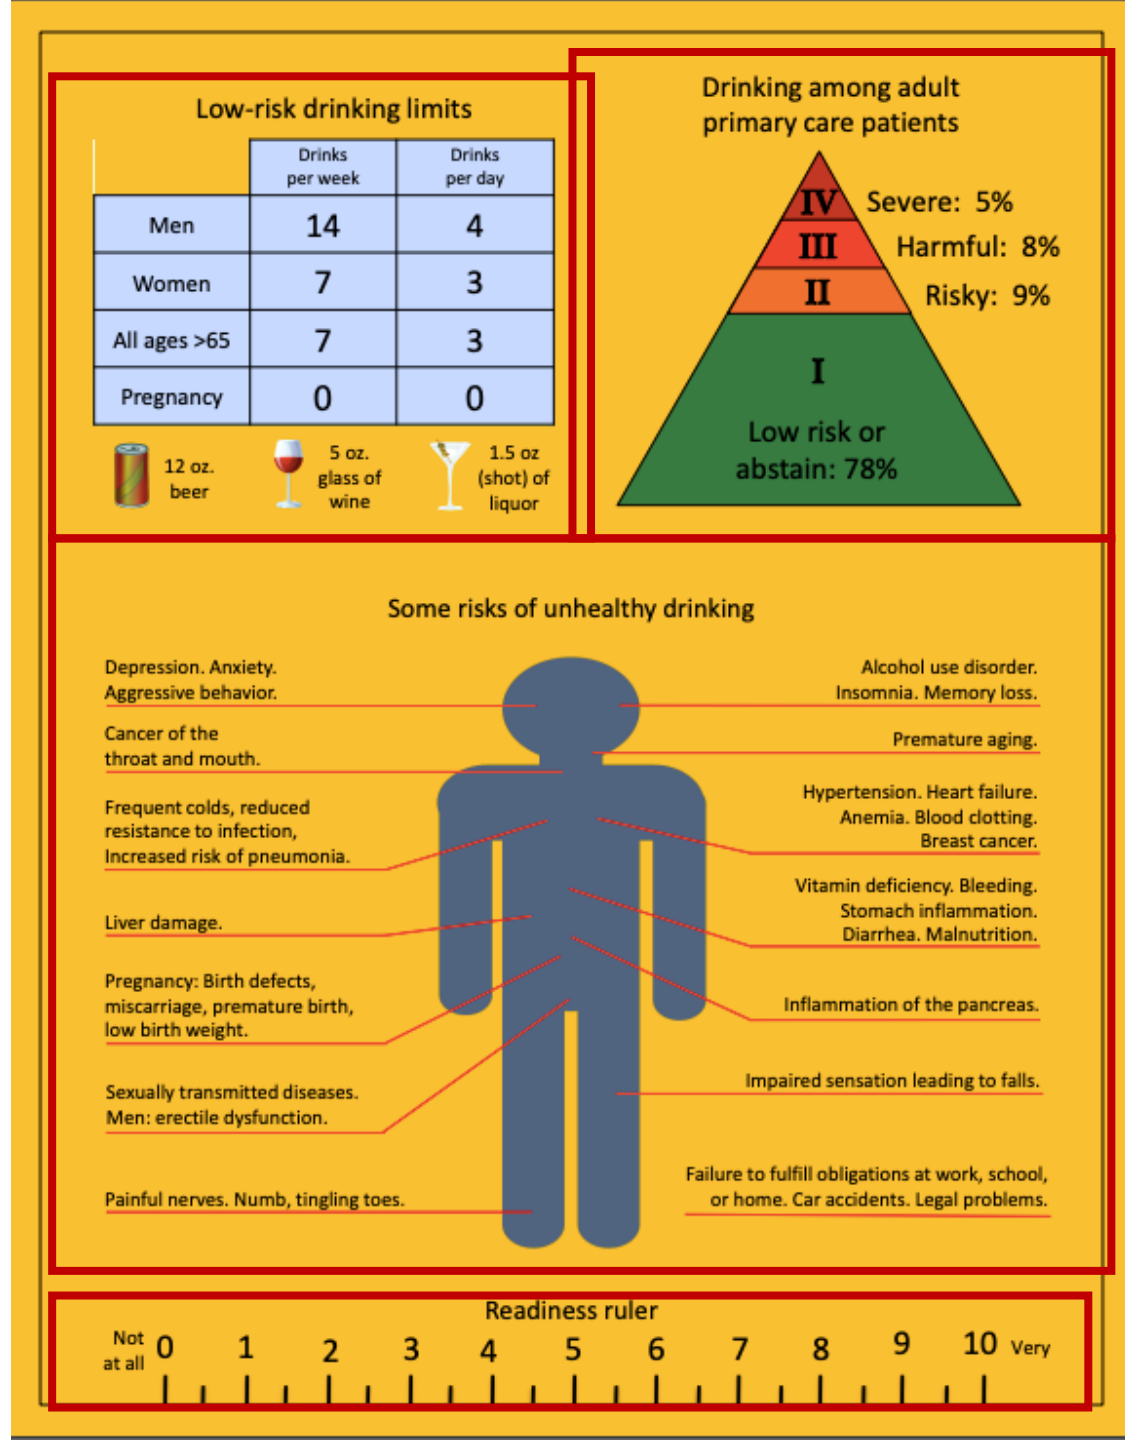 Low-risk drinking limits
Drinks per week
Drinks per day
Men 14 4
Women 7 3
All ages >65 7 3
Pregnancy 0 0
12 oz.
beer
5 oz.
glass of
wine
1.5 oz
(shot) of
liquor
Drinking among adult
primary care patients
IV Severe: 5%
III Harmful: 8%
II Risky: 9%
I
Low risk or
abstain: 78%
Some risks of unhealthy drinking
Depression. Anxiety.
Aggressive behavior.
Cancer of the
throat and mouth.
Frequent colds, reduced
resistance to infection,
Increased risk of pneumonia.
Liver damage.
Pregnancy: Birth defects,
miscarriage, premature birth,
low birth weight.
Sexually transmitted diseases.
Men: erectile dysfunction.
Painful nerves. Numb, tingling toes.
Alcohol use disorder.
Insomnia. Memory loss.
Premature aging.
Hypertension. Heart failure.
Anemia. Blood clotting.
Breast cancer.
Vitamin deficiency. Bleeding.
Stomach inflammation.
Diarrhea. Malnutrition.
Inflammation of the pancreas.
Impaired sensation leading to falls.
Failure to fulfill obligations at work, school,
or home. Car accidents. Legal problems.
Readiness ruler
Not
at all
0 1 2 3 4 5 6 7 8 9 10 Very